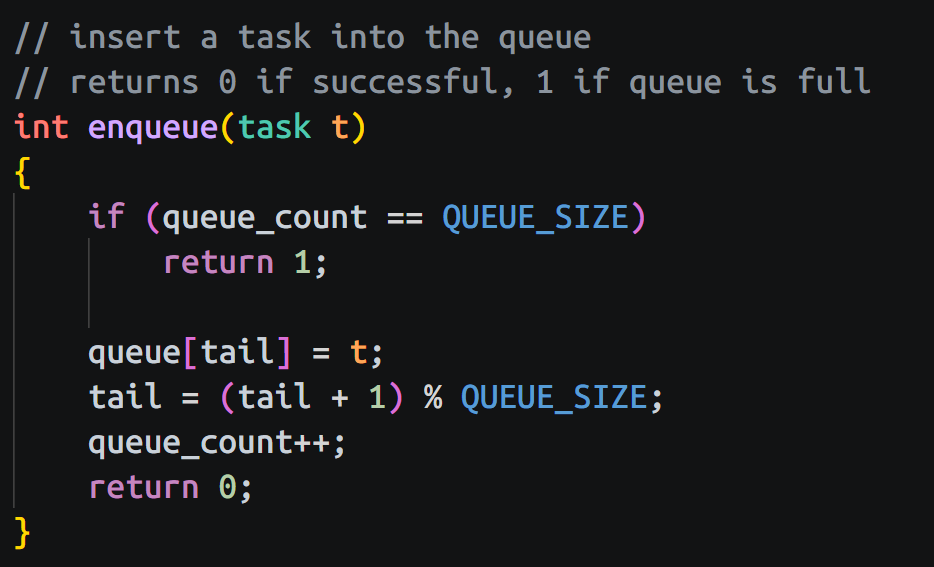 // insert a task into the queue
// returns 0 if successful, 1 if queue is full
int enqueue(task t)
{
    if (queue_count == QUEUE_SIZE)
        return 1;

    queue[tail] = t;
    tail = (tail + 1) % QUEUE_SIZE;
    queue_count++;
    return 0;
}